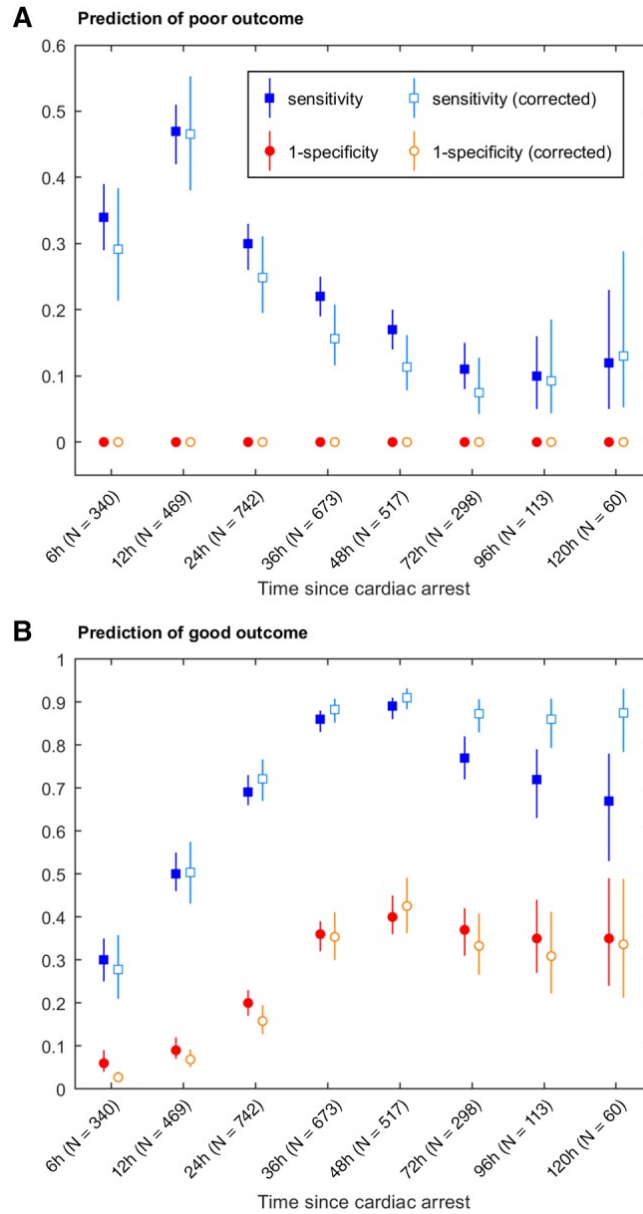 A Prediction of poor outcome
0.6
0.5
0.4
0.3
0.2
0.1
0
sensitivity
sensitivity (corrected)
1-specificity
1-specificity (corrected)
6h (N = 340)
12h (N = 469)
24h (N = 742)
36h (N = 673)
48h (N = 517)
72h (N = 298)
96h (N = 113)
120h (N = 60)
Time since cardiac arrest
B Prediction of good outcome
1
0.9
0.8
0.7
0.6
0.5
0.4
0.3
0.2
0.1
0
6h (N = 340)
12h (N = 469)
24h (N = 742)
36h (N = 673)
48h (N = 517)
72h (N = 298)
96h (N = 113)
120h (N = 60)
Time since cardiac arrest